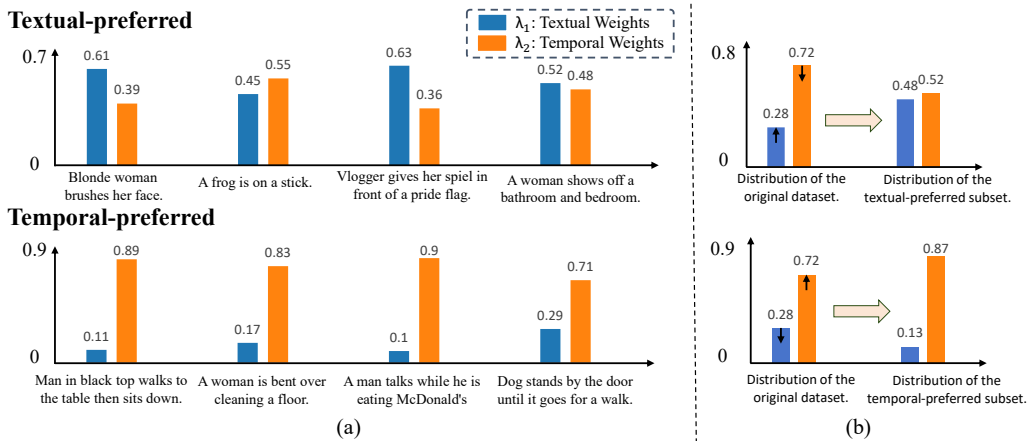 Textual-preferred
λ1: Textual Weights
λ2: Temporal Weights
0.7
0
0.61
0.39
0.45
0.55
0.63
0.36
0.52
0.48
Blonde woman
brushes her face.
A frog is on a stick.
Vlogger gives her spiel in
front of a pride flag.
A woman shows off a
bathroom and bedroom.
Temporal-preferred
0.9
0
0.11
0.89
0.17
0.83
0.1
0.9
0.29
0.71
Man in black top walks to
the table then sits down.
A woman is bent over
cleaning a floor.
A man talks while he is
eating McDonald's
Dog stands by the door
until it goes for a walk.
(a)
0.8
0
0.28
0.72
0.48
0.52
Distribution of the
original dataset.
Distribution of the
textual-preferred subset.
0.9
0
0.28
0.72
0.13
0.87
Distribution of the
original dataset.
Distribution of the
temporal-preferred subset.
(b)